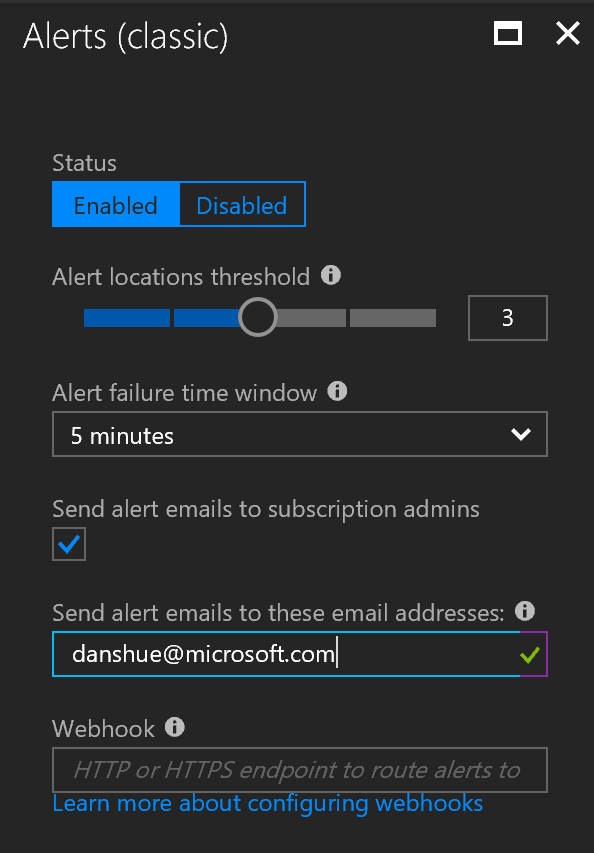 Alerts (classic)
Status
Enabled Disabled
Alert locations threshold
3
Alert failure time window
5 minutes
Send alert emails to subscription admins
Send alert emails to these email addresses:
danshue@microsoft.com
Webhook
HTTP or HTTPS endpoint to route alerts to
Learn more about configuring webhooks